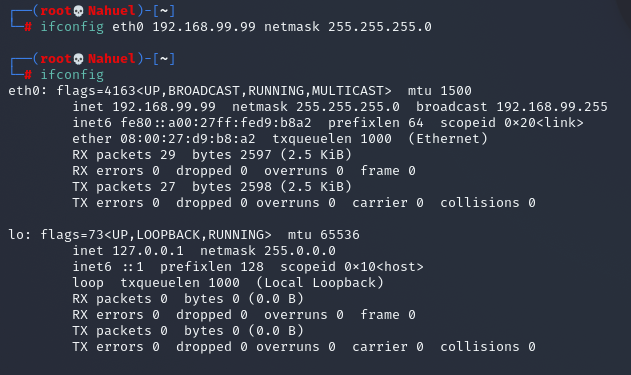 ┌──(root💀Nahuel)-[~]
└─# ifconfig eth0 192.168.99.99 netmask 255.255.255.0
┌──(root💀Nahuel)-[~]
└─# ifconfig
eth0: flags=4163<UP,BROADCAST,RUNNING,MULTICAST>  mtu 1500
        inet 192.168.99.99  netmask 255.255.255.0  broadcast 192.168.99.255
        inet6 fe80::a00:27ff:fed9:b8a2  prefixlen 64  scopeid 0x20<link>
        ether 08:00:27:d9:b8:a2  txqueuelen 1000  (Ethernet)
        RX packets 29  bytes 2597 (2.5 KiB)
        RX errors 0  dropped 0  overruns 0  frame 0
        TX packets 27  bytes 2598 (2.5 KiB)
        TX errors 0  dropped 0 overruns 0  carrier 0  collisions 0
lo: flags=73<UP,LOOPBACK,RUNNING>  mtu 65536
        inet 127.0.0.1  netmask 255.0.0.0
        inet6 ::1  prefixlen 128  scopeid 0x10<host>
        loop  txqueuelen 1000  (Local Loopback)
        RX packets 0  bytes 0 (0.0 B)
        RX errors 0  dropped 0  overruns 0  frame 0
        TX packets 0  bytes 0 (0.0 B)
        TX errors 0  dropped 0 overruns 0  carrier 0  collisions 0